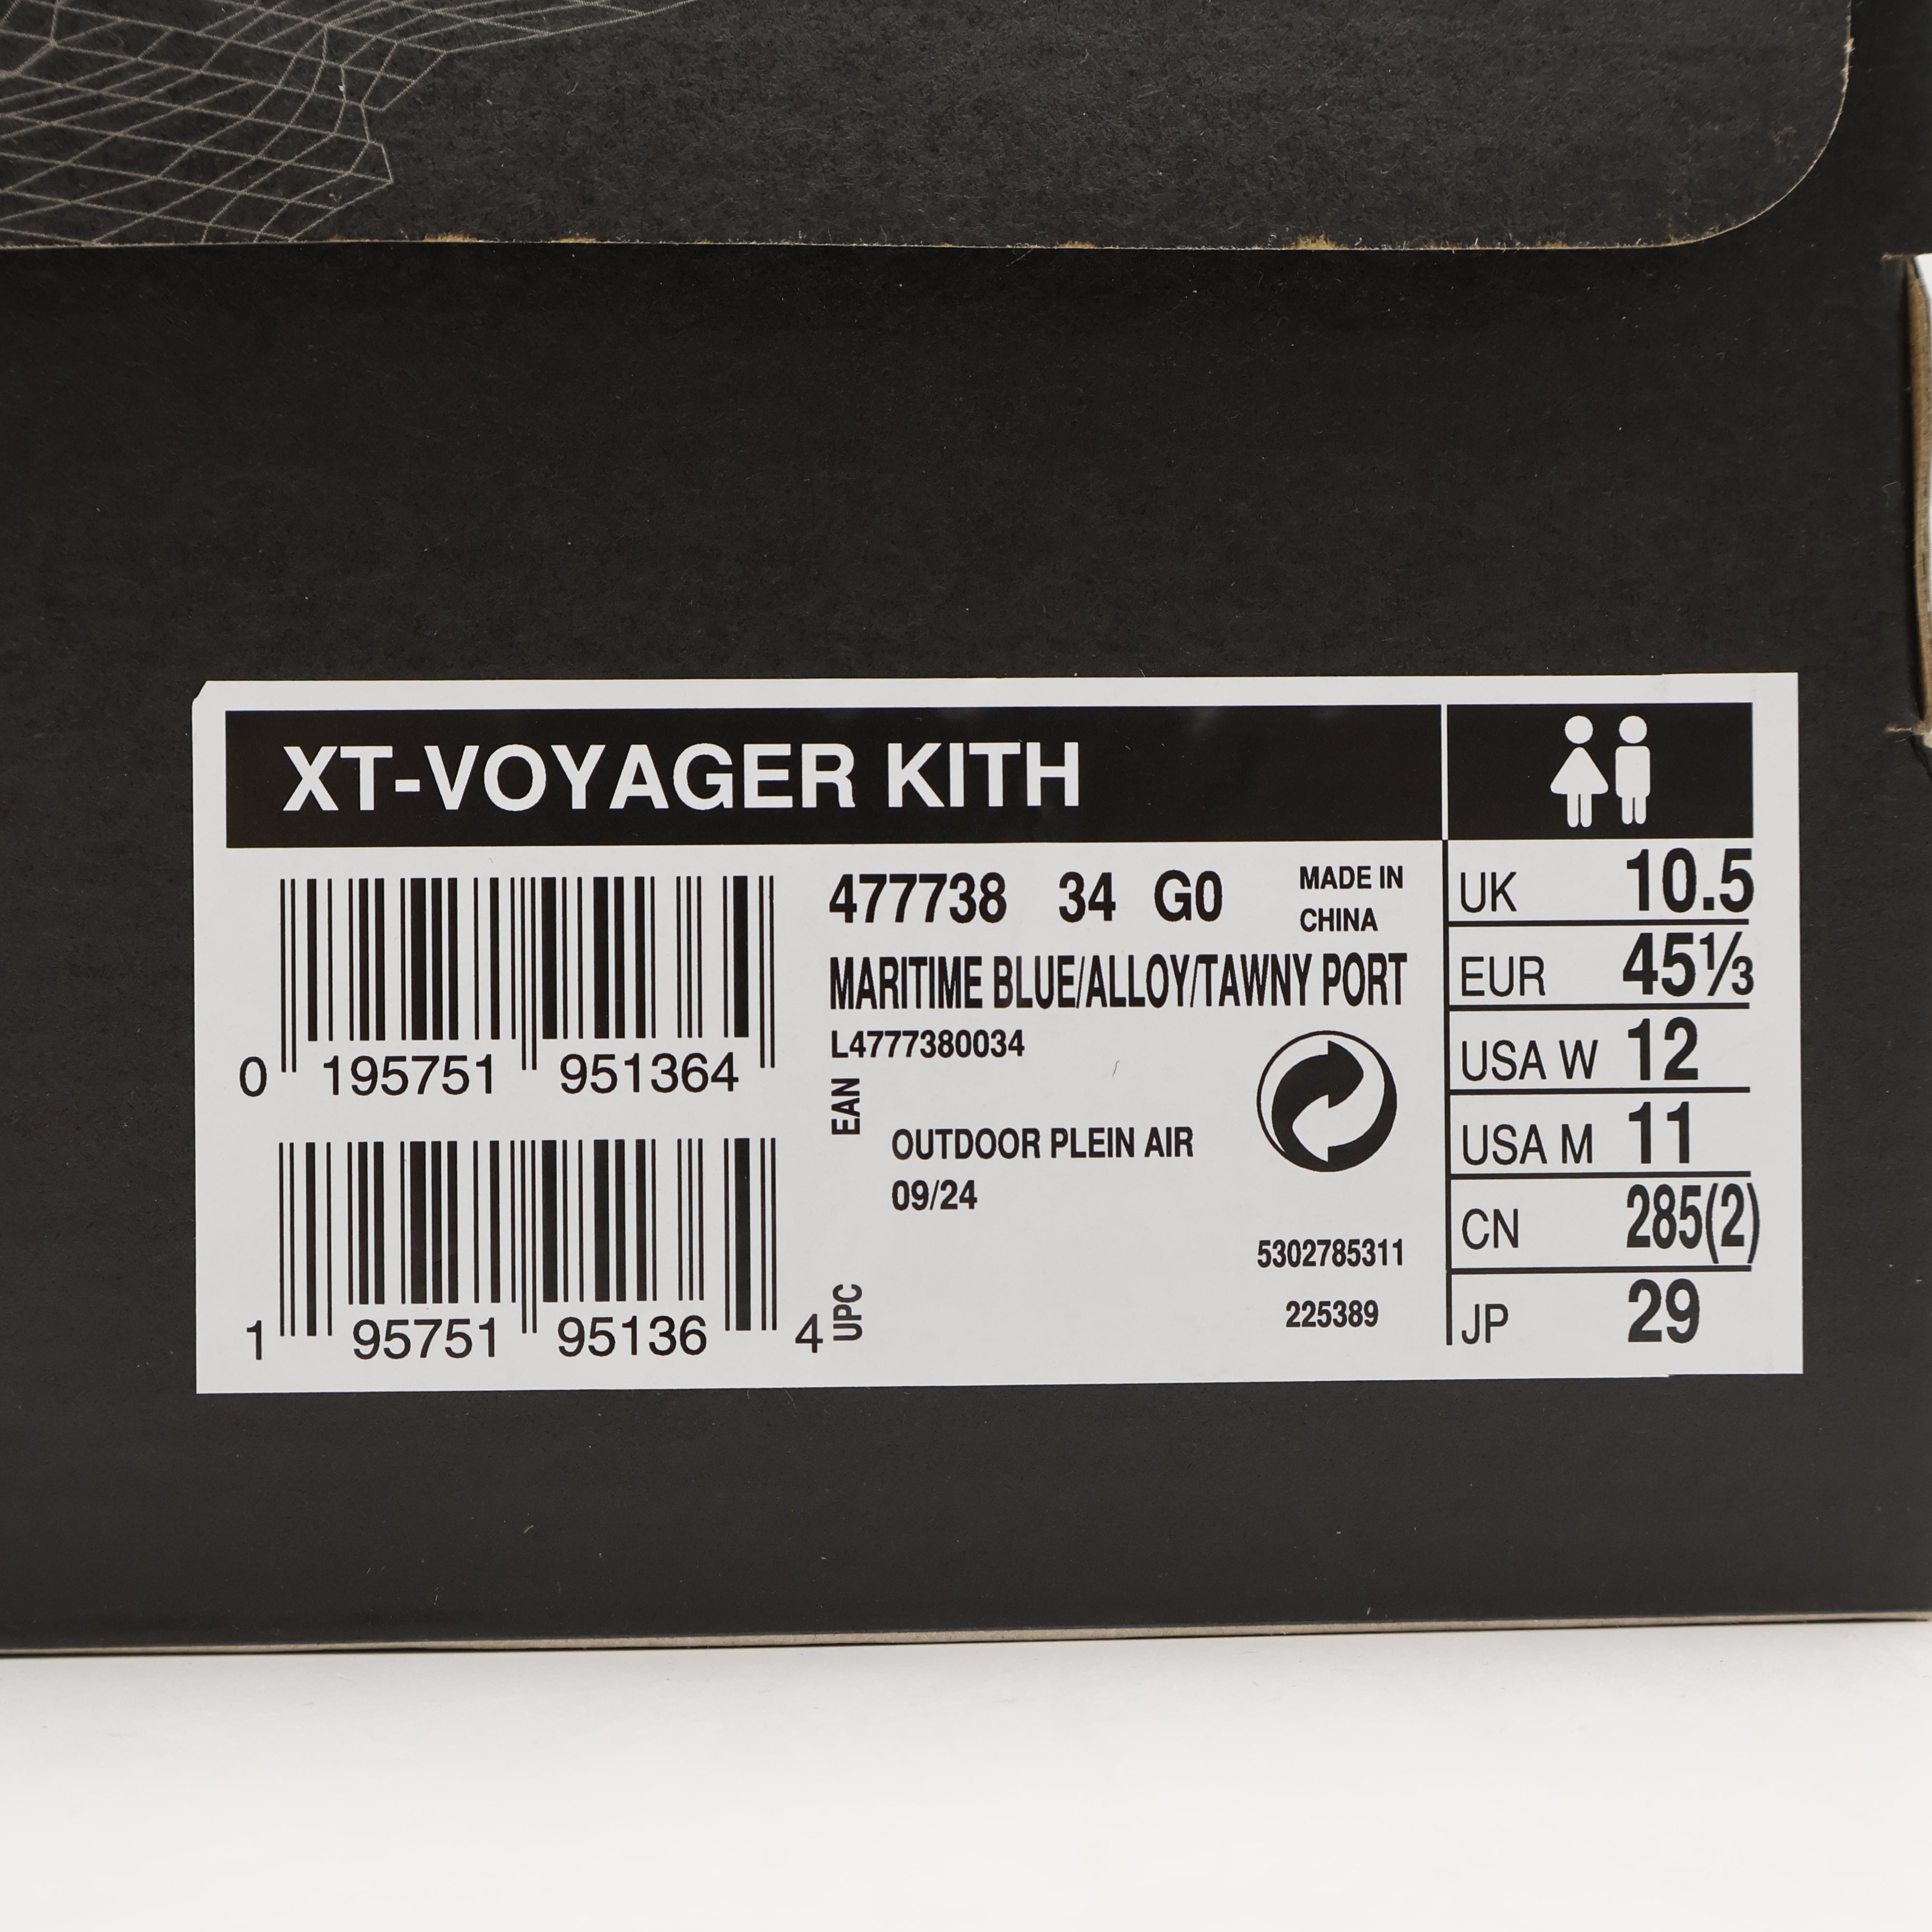 XT-VOYAGER KITH
477738 34 G0
MADE IN
CHINA
MARITIME BLUE/ALLOY/TAWNY PORT
L4777380034
0 195751 951364
EAN
OUTDOOR PLEIN AIR
09/24
5302785311
225389
1 95751 95136 4
UPC
UK 10.5
EUR 45⅓
USA W 12
USA M 11
CN 285(2)
JP 29